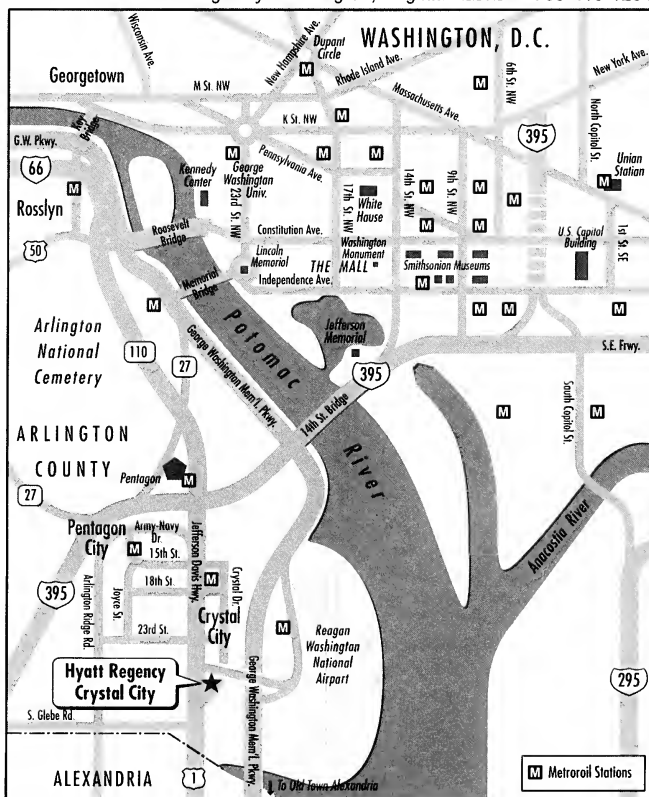 WASHINGTON, D.C.
Wisconsin Ave.
New Hampshire Ave.
Dupant
Circle
M
Georgetown
M St. NW
Rhode Island Ave.
Massachusetts Ave.
M
6th St. NW
New York Ave.
M
K St. NW
North Capitol St.
395
Key
Bridge
G.W. Pkwy.
66
M
Rosslyn
Kennedy
Center
M
George
Washington
Univ.
23rd St. NW
Pennsylvania Ave.
M
M
17th St. NW
White
House
14th St. NW
M
M
9th St. NW
M
M
Union
Station
M
50
Roosevelt
Bridge
Constitution Ave.
Lincoln
Memorial
Washington
Monument
THE MALL
Smithsonian Museums
M
U.S. Capitol
Building
1st St. SE
Memorial
Bridge
Independence Ave.
M
M
M
M
Arlington
National
Cemetery
110
27
George Washington Mem'l. Pkwy.
Potomac
River
Jefferson
Memorial
395
14th St. Bridge
S.E. Frwy.
M
M
South Capitol St.
Anacostia River
ARLINGTON
COUNTY
Pentagon
M
27
Pentagon
City
Army-Navy
Dr.
M
15th St.
Jefferson Davis Hwy.
18th St.
M
Crystal Dr.
395
Arlington Ridge Rd.
Joyce St.
23rd St.
Crystal
City
M
Reagan
Washington
National
Airport
Hyatt Regency
Crystal City
George Washington Mem'l. Pkwy.
295
S. Glebe Rd.
ALEXANDRIA
1
To Old Town Alexandria
M Metroroil Stations